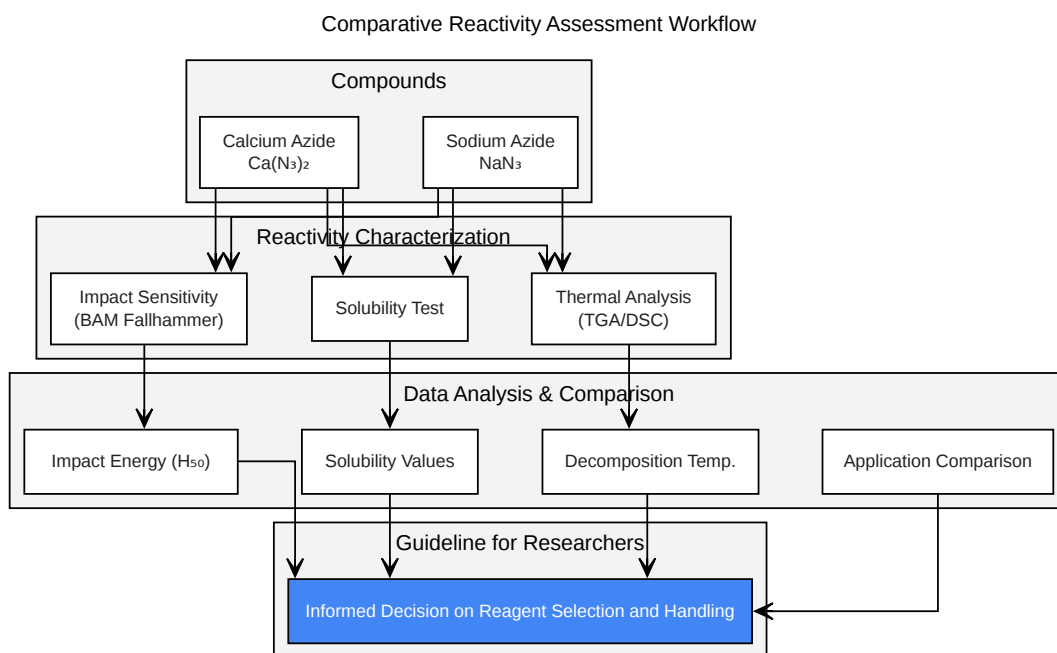 Comparative Reactivity Assessment Workflow
Compounds
Calcium Azide
Ca(N₃)₂
Sodium Azide
NaN₃
Reactivity Characterization
Impact Sensitivity
(BAM Fallhammer)
Solubility Test
Thermal Analysis
(TGA/DSC)
Data Analysis & Comparison
Impact Energy (H₅₀)
Solubility Values
Decomposition Temp.
Application Comparison
Guideline for Researchers
Informed Decision on Reagent Selection and Handling